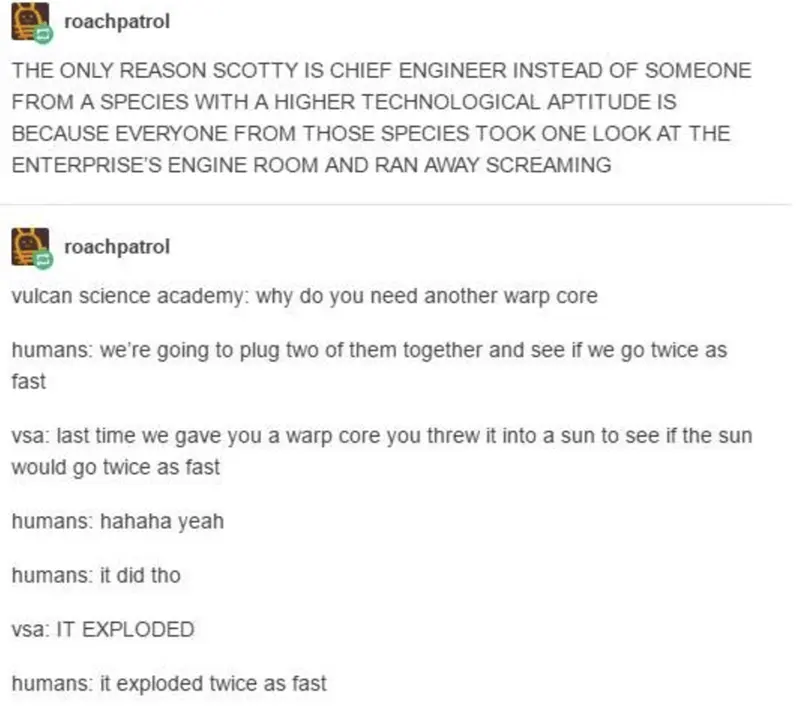 roachpatrol
THE ONLY REASON SCOTTY IS CHIEF ENGINEER INSTEAD OF SOMEONE
FROM A SPECIES WITH A HIGHER TECHNOLOGICAL APTITUDE IS
BECAUSE EVERYONE FROM THOSE SPECIES TOOK ONE LOOK AT THE
ENTERPRISE'S ENGINE ROOM AND RAN AWAY SCREAMING
roachpatrol
vulcan science academy: why do you need another warp core
humans: we're going to plug two of them together and see if we go twice as
fast
vsa: last time we gave you a warp core you threw it into a sun to see if the sun
would go twice as fast
humans: hahaha yeah
humans: it did tho
vsa: IT EXPLODED
humans: it exploded twice as fast